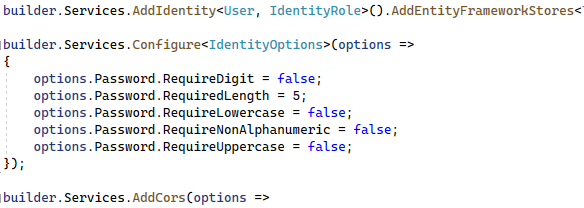 builder.Services.AddIdentity<User, IdentityRole>().AddEntityFrameworkStores<
builder.Services.Configure<IdentityOptions>(options =>
{
    options.Password.RequireDigit = false;
    options.Password.RequiredLength = 5;
    options.Password.RequireLowercase = false;
    options.Password.RequireNonAlphanumeric = false;
    options.Password.RequireUppercase = false;
});
builder.Services.AddCors(options =>